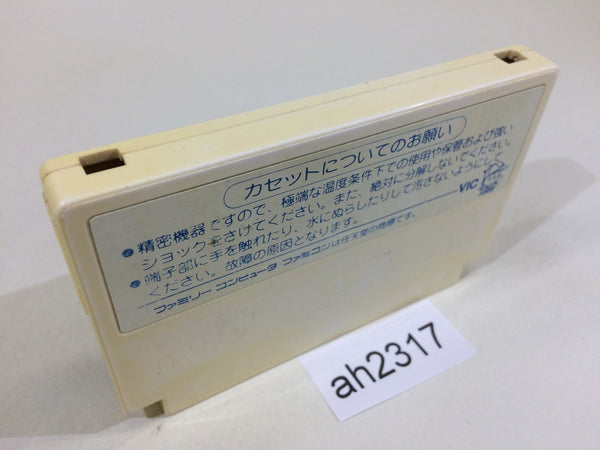 カセットについてのお願い
●精密機器ですので、極端な温度条件下での使用や保管および強い
ショックをさけてください。また、絶対に分解しないでください。
●端子部に手を触れたり、水にぬらしたりして汚さないようにして
ください。故障の原因となります。
VIC
ファミリーコンピュータ ファミコンは任天堂の商標です。
ah2317